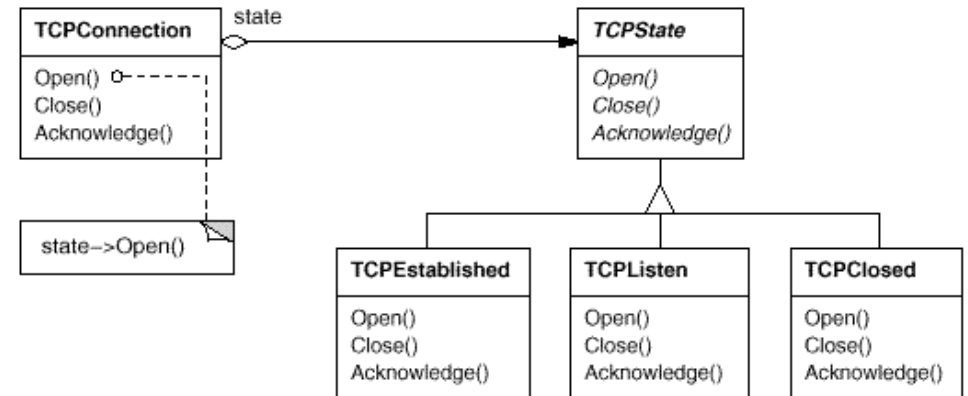 TCPConnection
Open()
Close()
Acknowledge()
state
TCPState
Open()
Close()
Acknowledge()
state–>Open()
TCPEstablished
Open()
Close()
Acknowledge()
TCPListen
Open()
Close()
Acknowledge()
TCPClosed
Open()
Close()
Acknowledge()